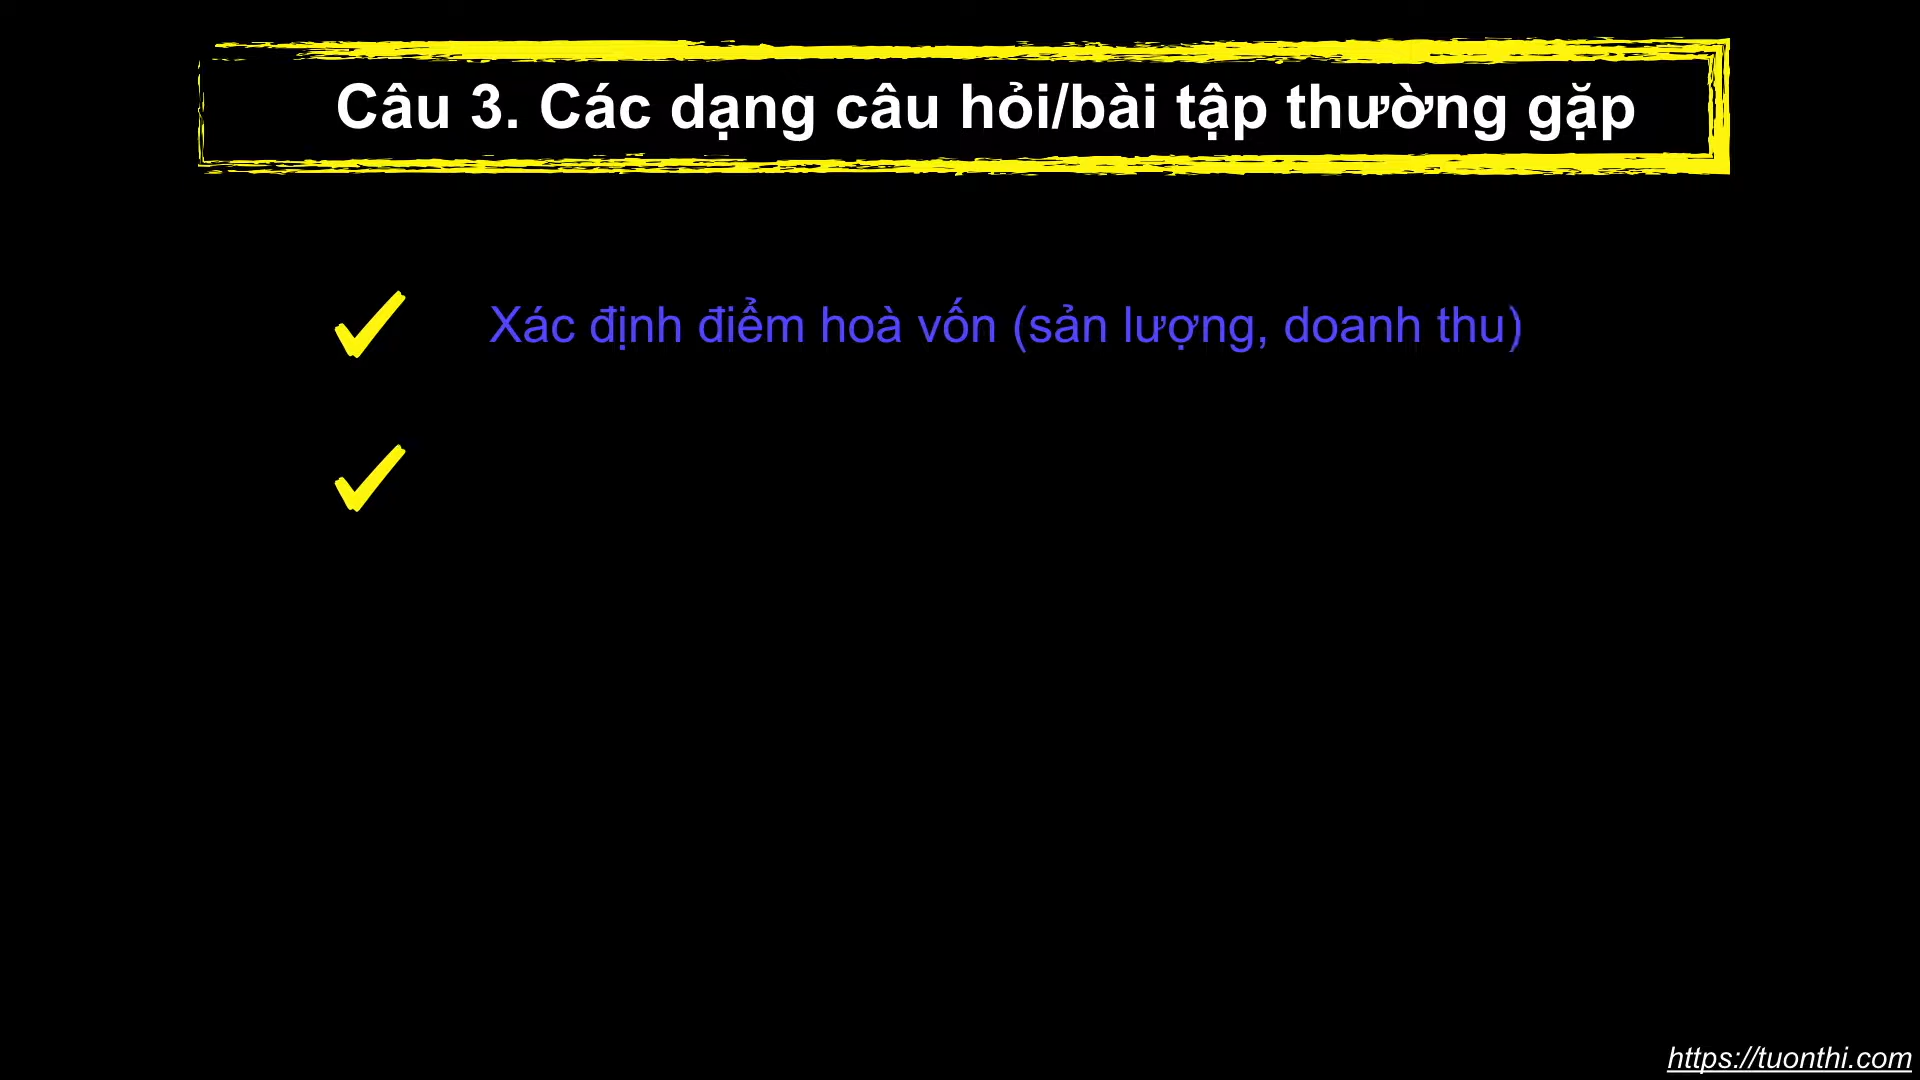 Câu 3. Các dạng câu hỏi/bài tập thường gặp
Xác định điểm hoà vốn (sản lượng, doanh thu)
https://tuonthi.com